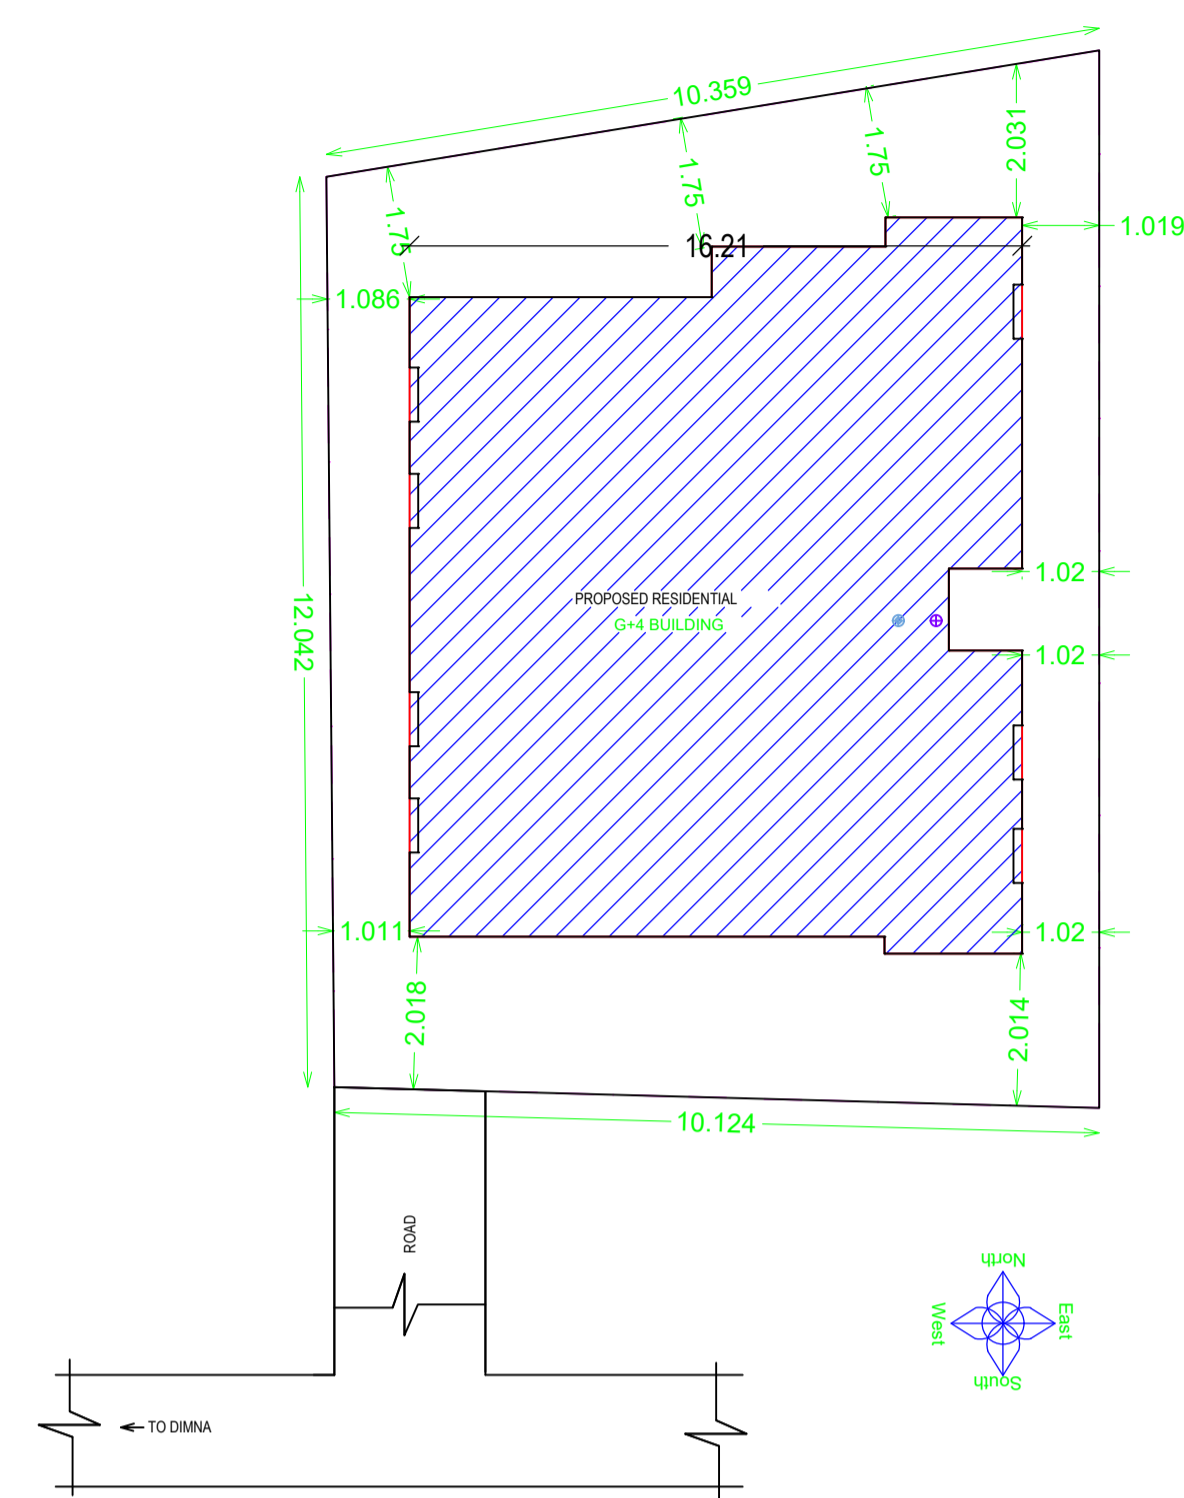 10.359
1.75
1.75
1.75
2.031
16.21
1.019
1.086
12.042
PROPOSED RESIDENTIAL
G+4 BUILDING
1.02
1.02
1.011
1.02
2.018
2.014
10.124
ROAD
North
West
East
South
TO DIMNA